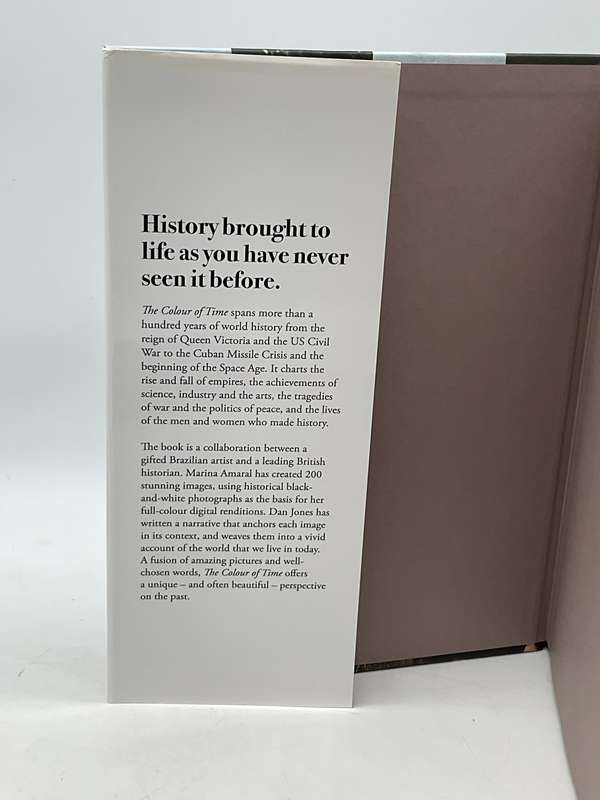 History brought to
life as you have never
seen it before.
The Colour of Time spans more than a
hundred years of world history from the
reign of Queen Victoria and the US Civil
War to the Cuban Missile Crisis and the
beginning of the Space Age. It charts the
rise and fall of empires, the achievements of
science, industry and the arts, the tragedies
of war and the politics of peace, and the lives
of the men and women who made history.
The book is a collaboration between a
gifted Brazilian artist and a leading British
historian. Marina Amaral has created 200
stunning images, using historical black-
and-white photographs as the basis for her
full-colour digital renditions. Dan Jones has
written a narrative that anchors each image
in its context, and weaves them into a vivid
account of the world that we live in today.
A fusion of amazing pictures and well-
chosen words, The Colour of Time offers
a unique – and often beautiful – perspective
on the past.